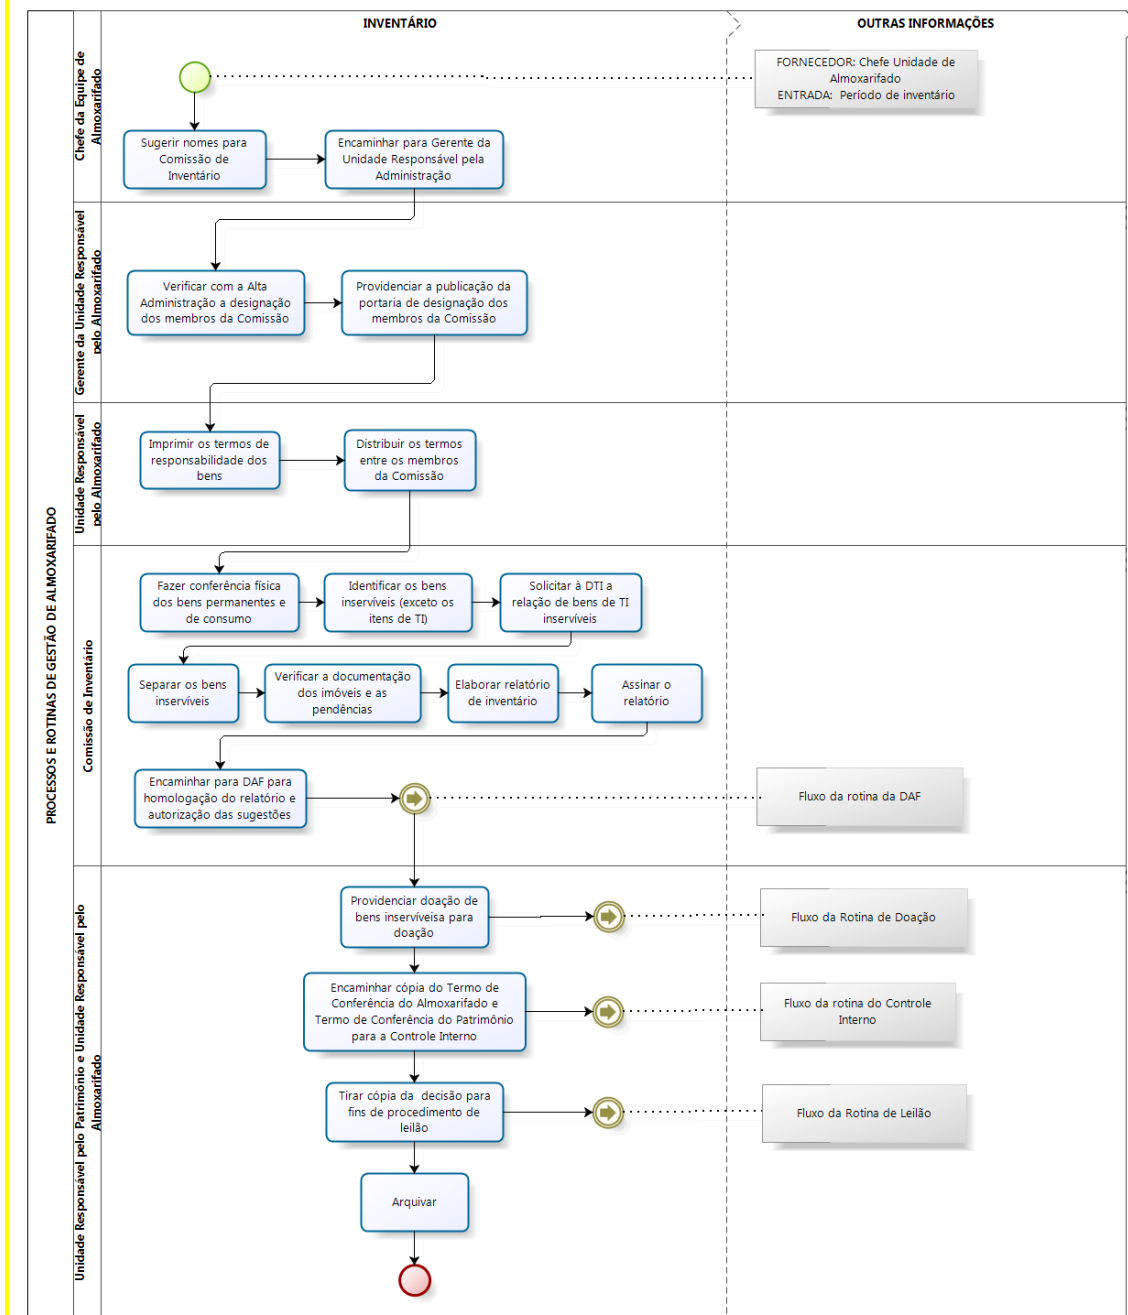 INVENTÁRIO
OUTRAS INFORMAÇÕES
PROCESSOS E ROTINAS DE GESTÃO DE ALMOXARIFADO
Chefe da Equipe de
Almoxarifado
FORNECEDOR: Chefe Unidade de
Almoxarifado
ENTRADA: Período de inventário
Sugerir nomes para
Comissão de
Inventário
Encaminhar para Gerente da
Unidade Responsável pela
Administração
Gerente da Unidade Responsável
pelo Almoxarifado
Verificar com a Alta
Administração a designação
dos membros da Comissão
Providenciar a publicação da
portaria de designação dos
membros da Comissão
Unidade Responsável
pelo Almoxarifado
Imprimir os termos de
responsabilidade dos
bens
Distribuir os termos
entre os membros
da Comissão
Comissão de Inventário
Fazer conferência física
dos bens permanentes e
de consumo
Identificar os bens
inservíveis (exceto os
itens de TI)
Solicitar à DTI a
relação de bens de TI
inservíveis
Separar os bens
inservíveis
Verificar a documentação
dos imóveis e as
pendências
Elaborar relatório
de inventário
Assinar o
relatório
Encaminhar para DAF para
homologação do relatório e
autorização das sugestões
Fluxo da rotina da DAF
Unidade Responsável pelo Patrimônio e Unidade Responsável pelo
Almoxarifado
Providenciar doação de
bens inservíveisa para
doação
Fluxo da Rotina de Doação
Encaminhar cópia do Termo de
Conferência do Almoxarifado e
Termo de Conferência do Patrimônio
para a Controle Interno
Fluxo da rotina do Controle
Interno
Tirar cópia da decisão para
fins de procedimento de
leilão
Fluxo da Rotina de Leilão
Arquivar